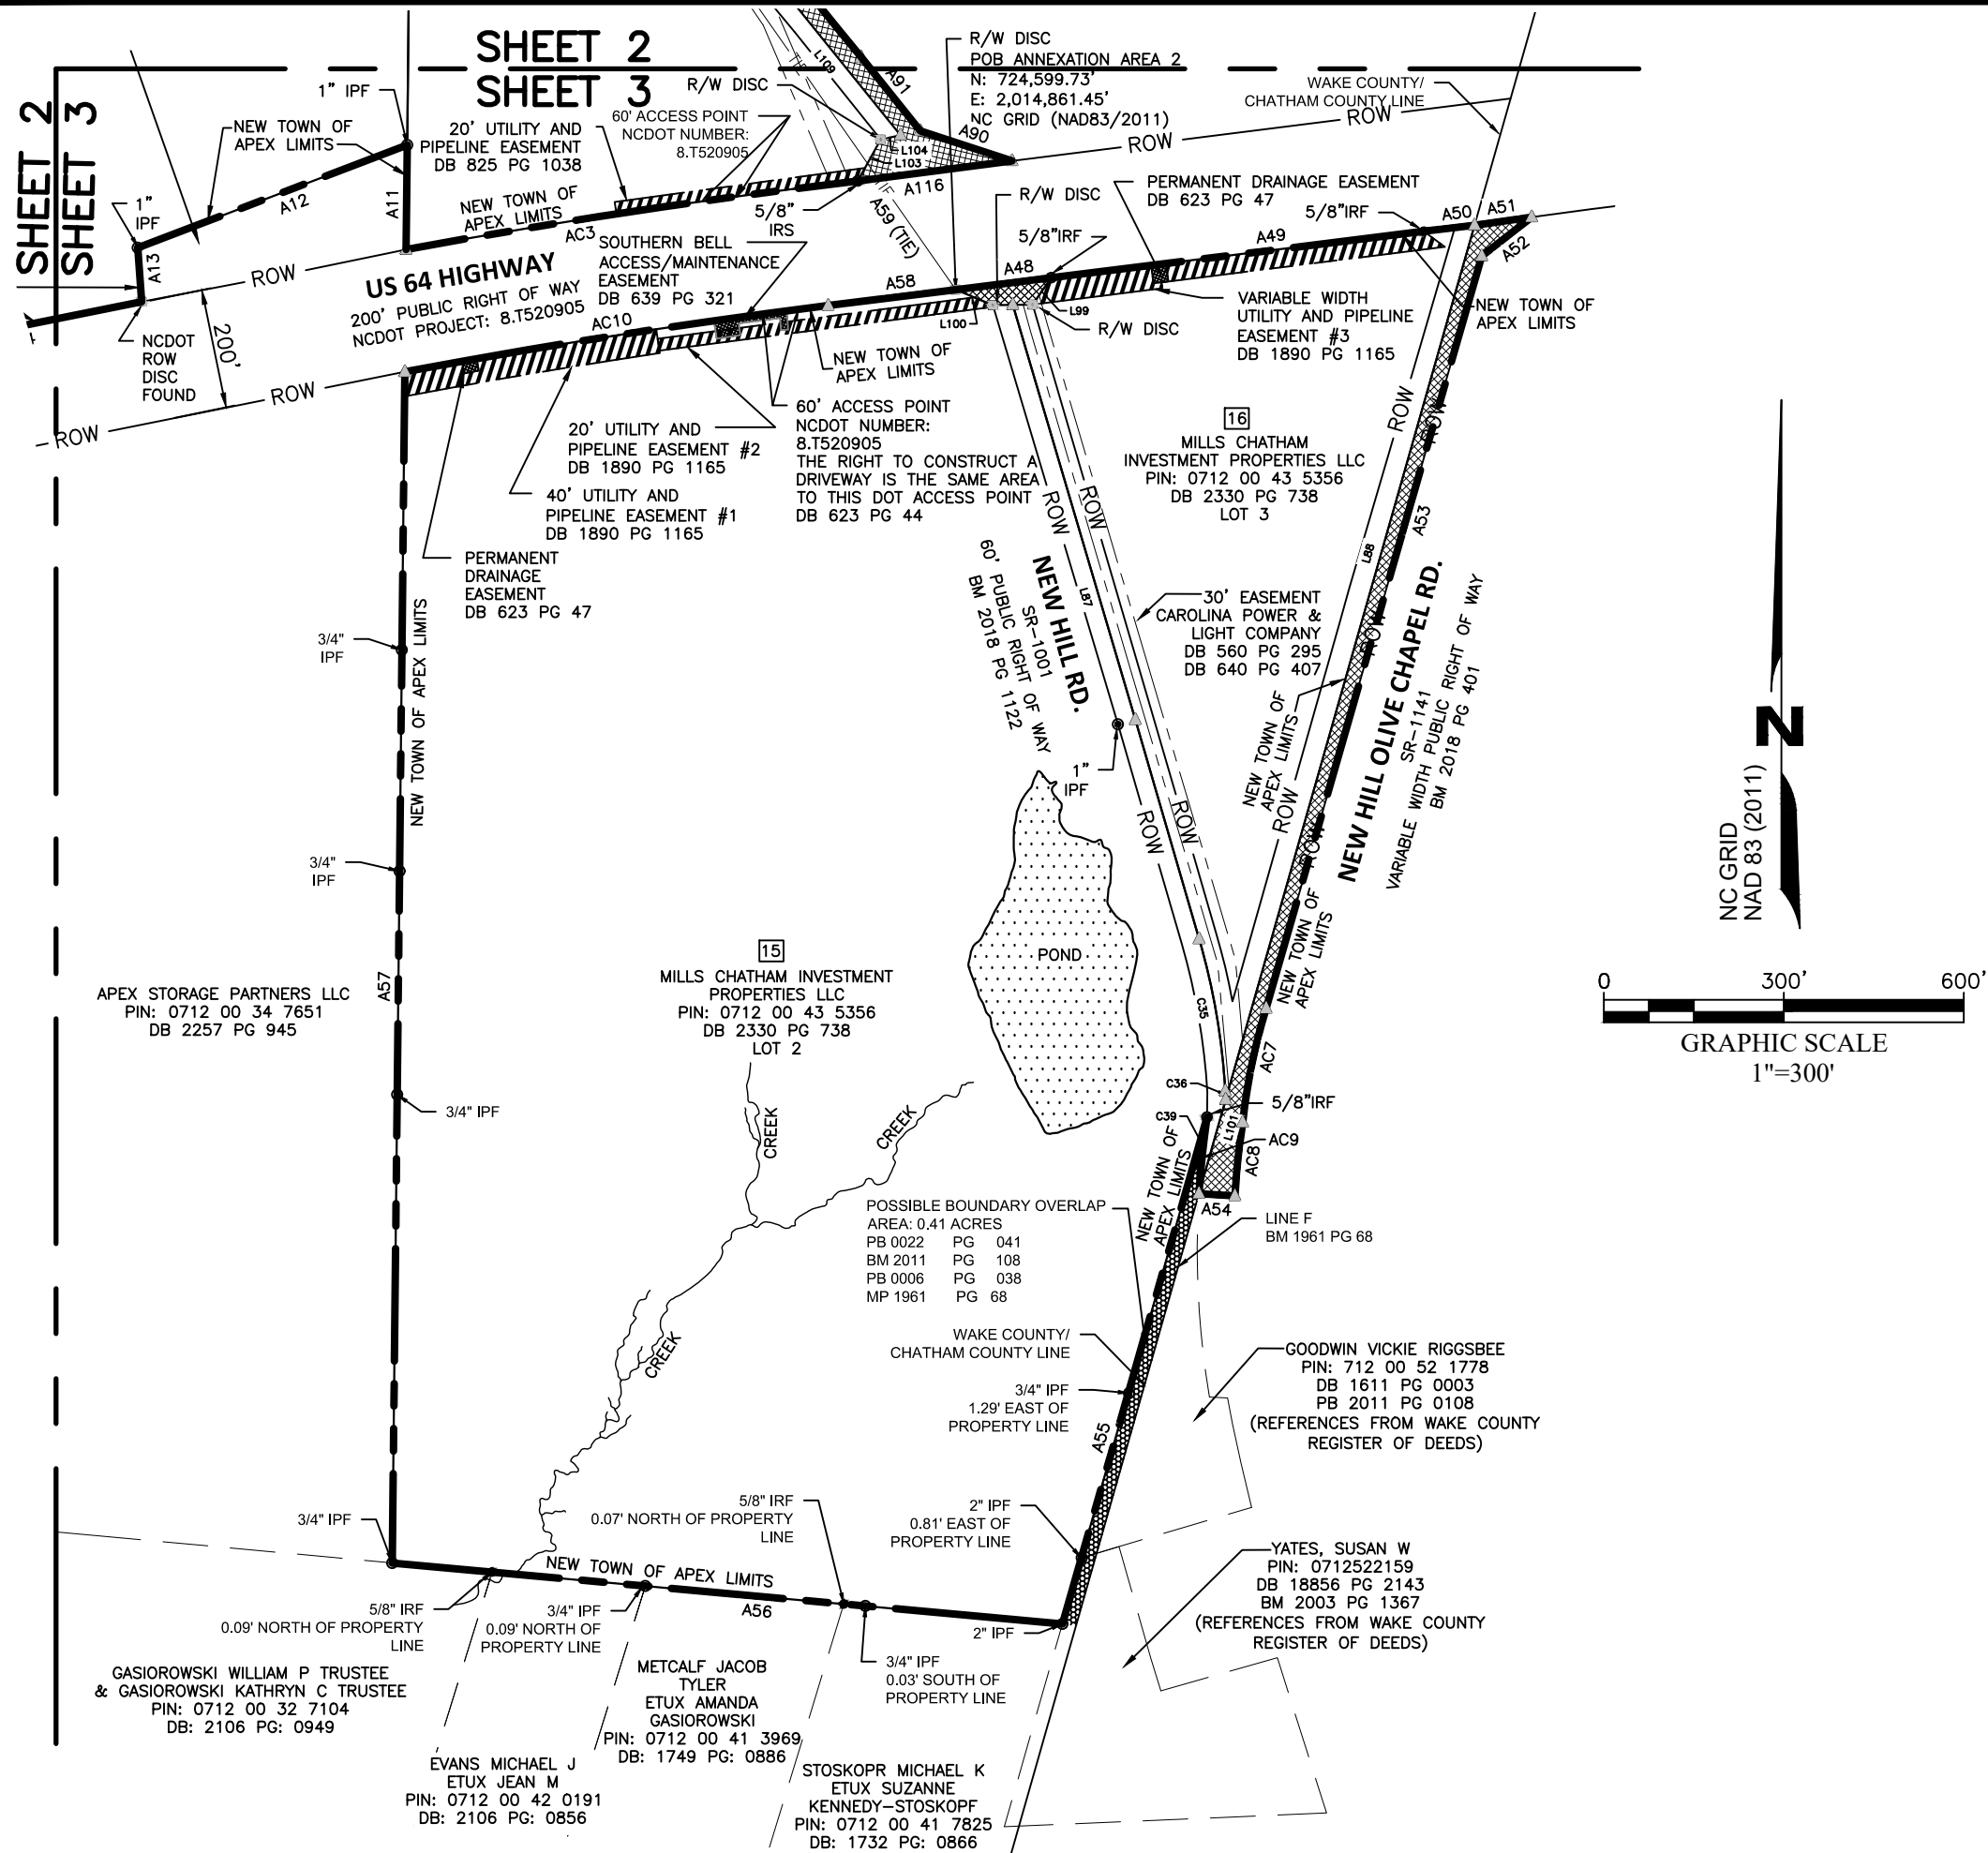 SHEET 2
SHEET 3
SHEET 2
SHEET 3
1" IPF
NEW TOWN OF
APEX LIMITS
1"
IPF
A12
A11
A13
20' UTILITY AND
PIPELINE EASEMENT
DB 825 PG 1038
R/W DISC
60' ACCESS POINT
NCDOT NUMBER:
8.T520905
L109
A91
A90
R/W DISC
POB ANNEXATION AREA 2
N: 724,599.73'
E: 2,014,861.45'
NC GRID (NAD83/2011)
WAKE COUNTY/
CHATHAM COUNTY LINE
ROW
ROW
L104
L103
A116
A59 (TIE)
5/8"
IRS
NEW TOWN OF
APEX LIMITS
AC3
ROW
US 64 HIGHWAY
200' PUBLIC RIGHT OF WAY
NCDOT PROJECT: 8.T520905
SOUTHERN BELL
ACCESS/MAINTENANCE
EASEMENT
DB 639 PG 321
AC10
A58
A48
R/W DISC
5/8"IRF
PERMANENT DRAINAGE EASEMENT
DB 623 PG 47
5/8"IRF
A49
A50
A51
A52
L100
L99
R/W DISC
VARIABLE WIDTH
UTILITY AND PIPELINE
EASEMENT #3
DB 1890 PG 1165
NEW TOWN OF
APEX LIMITS
NCDOT
ROW
DISC
FOUND
200'
ROW
ROW
NEW TOWN OF
APEX LIMITS
20' UTILITY AND
PIPELINE EASEMENT #2
DB 1890 PG 1165
60' ACCESS POINT
NCDOT NUMBER:
8.T520905
THE RIGHT TO CONSTRUCT A
DRIVEWAY IS THE SAME AREA
TO THIS DOT ACCESS POINT
DB 623 PG 44
40' UTILITY AND
PIPELINE EASEMENT #1
DB 1890 PG 1165
PERMANENT
DRAINAGE
EASEMENT
DB 623 PG 47
16
MILLS CHATHAM
INVESTMENT PROPERTIES LLC
PIN: 0712 00 43 5356
DB 2330 PG 738
LOT 3
ROW
ROW
ROW
ROW
A53
L88
L87
NEW HILL RD.
SR-1001
60' PUBLIC RIGHT OF WAY
BM 2018 PG 1122
30' EASEMENT
CAROLINA POWER &
LIGHT COMPANY
DB 560 PG 295
DB 640 PG 407
NEW TOWN OF
APEX LIMITS
ROW
NEW HILL OLIVE CHAPEL RD.
SR-1141
VARIABLE WIDTH PUBLIC RIGHT OF WAY
BM 2018 PG 401
3/4"
IPF
NEW TOWN OF APEX LIMITS
1"
IPF
ROW
ROW
ROW
ROW
N
NC GRID
NAD 83 (2011)
3/4"
IPF
POND
NEW TOWN OF
APEX LIMITS
A57
APEX STORAGE PARTNERS LLC
PIN: 0712 00 34 7651
DB 2257 PG 945
15
MILLS CHATHAM INVESTMENT
PROPERTIES LLC
PIN: 0712 00 43 5356
DB 2330 PG 738
LOT 2
0 300' 600'
GRAPHIC SCALE
1"=300'
C35
AC7
C36
C39
L101
5/8"IRF
AC9
AC8
3/4" IPF
CREEK
CREEK
CREEK
NEW TOWN OF
APEX LIMITS
A54
LINE F
BM 1961 PG 68
POSSIBLE BOUNDARY OVERLAP
AREA: 0.41 ACRES
PB 0022 PG 041
BM 2011 PG 108
PB 0006 PG 038
MP 1961 PG 68
WAKE COUNTY/
CHATHAM COUNTY LINE
3/4" IPF
1.29' EAST OF
PROPERTY LINE
A55
GOODWIN VICKIE RIGGSBEE
PIN: 712 00 52 1778
DB 1611 PG 0003
PB 2011 PG 0108
(REFERENCES FROM WAKE COUNTY
REGISTER OF DEEDS)
3/4" IPF
5/8" IRF
0.07' NORTH OF PROPERTY
LINE
2" IPF
0.81' EAST OF
PROPERTY LINE
YATES, SUSAN W
PIN: 0712522159
DB 18856 PG 2143
BM 2003 PG 1367
(REFERENCES FROM WAKE COUNTY
REGISTER OF DEEDS)
NEW TOWN OF APEX LIMITS
A56
5/8" IRF
0.09' NORTH OF PROPERTY
LINE
3/4" IPF
0.09' NORTH OF
PROPERTY LINE
2" IPF
3/4" IPF
0.03' SOUTH OF
PROPERTY LINE
GASIOROWSKI WILLIAM P TRUSTEE
& GASIOROWSKI KATHRYN C TRUSTEE
PIN: 0712 00 32 7104
DB: 2106 PG: 0949
METCALF JACOB
TYLER
ETUX AMANDA
GASIOROWSKI
PIN: 0712 00 41 3969
DB: 1749 PG: 0886
EVANS MICHAEL J
ETUX JEAN M
PIN: 0712 00 42 0191
DB: 2106 PG: 0856
STOSKOPR MICHAEL K
ETUX SUZANNE
KENNEDY-STOSKOPF
PIN: 0712 00 41 7825
DB: 1732 PG: 0866